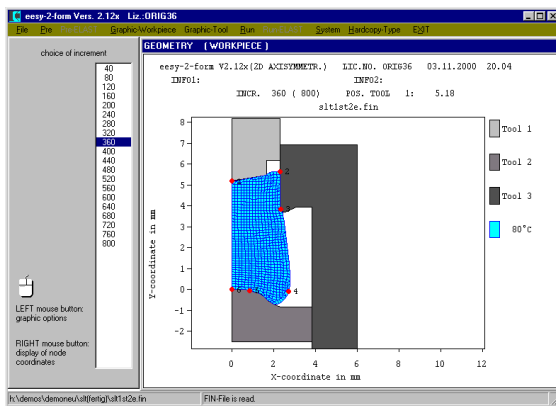 eesy-2-form Vers. 2.12x Liz.:ORIG36
File Pre Graphic-Workpiece Graphic-Tool Run System Hardcopy-Type EXIT
choice of increment
40
80
120
160
200
240
280
320
360
400
440
480
520
560
600
640
680
720
760
800
LEFT mouse button:
graphic options
RIGHT mouse button:
display of node
coordinates
GEOMETRY (WORKPIECE)
eesy-2-form V2.12x(2D AXISYMMETR.) LIC.NO. ORIG36 03.11.2000 20.04
INFO1: INFO2:
INCR. 360 ( 800) POS. TOOL 1: 5.18
slt1st2e.fin
Y-coordinate in mm
8
7
6
5
4
3
2
1
0
-1
-2
2
3
4
5
6
0 2 4 6 8 10 12
X-coordinate in mm
Tool 1
Tool 2
Tool 3
80°C
h:\demos\demoneu\slt(fertig)\slt1st2e.fin FIN-File is read.